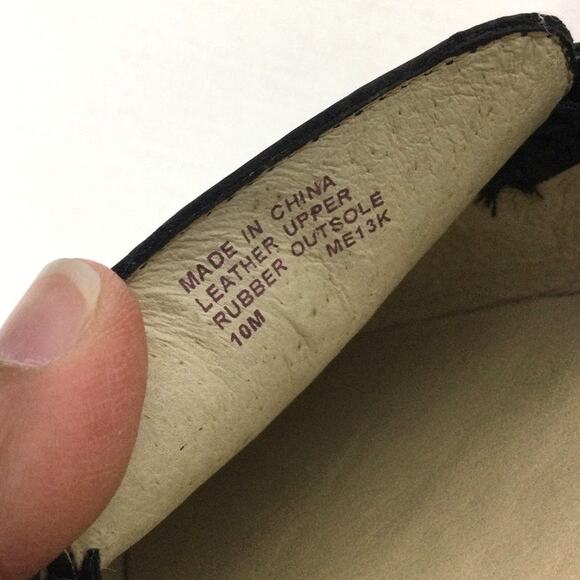 MADE IN CHINA
LEATHER UPPER
RUBBER OUTSOLE
ME13K
10M